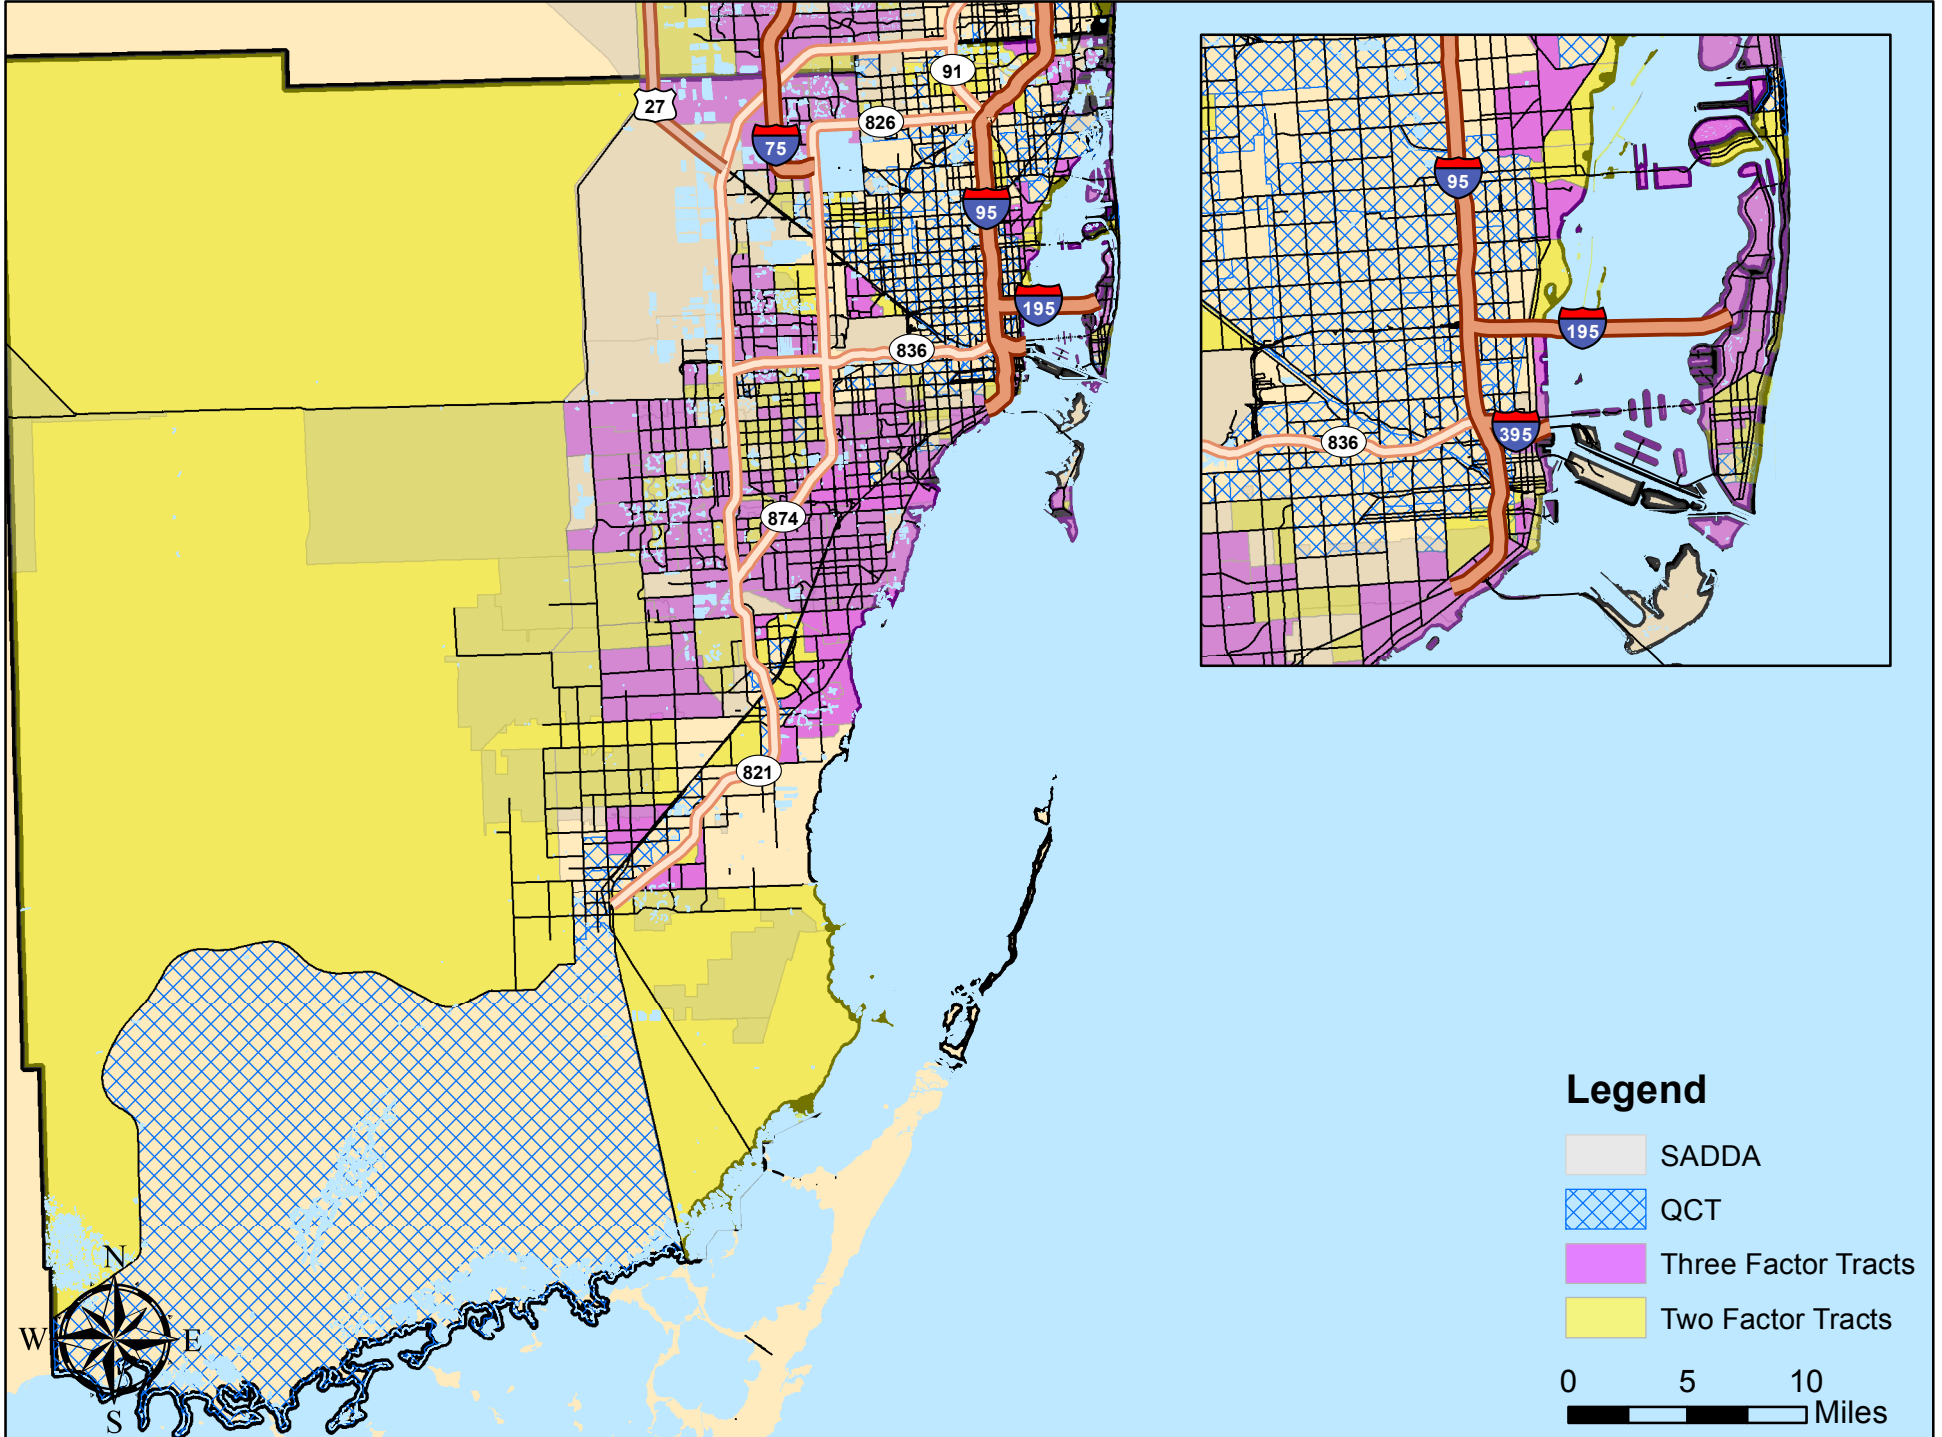 91
27
826
75
95
195
836
874
821
95
195
395
836
Legend
SADDA
QCT
Three Factor Tracts
Two Factor Tracts
0 5 10
Miles
N
W E
S